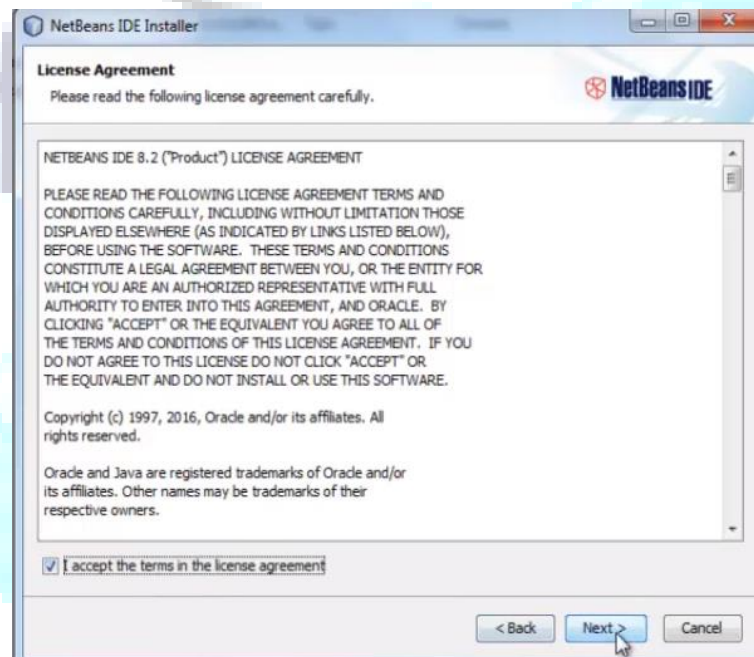 NetBeans IDE Installer
License Agreement
Please read the following license agreement carefully.
NetBeans IDE
NETBEANS IDE 8.2 ("Product") LICENSE AGREEMENT
PLEASE READ THE FOLLOWING LICENSE AGREEMENT TERMS AND
CONDITIONS CAREFULLY, INCLUDING WITHOUT LIMITATION THOSE
DISPLAYED ELSEWHERE (AS INDICATED BY LINKS LISTED BELOW),
BEFORE USING THE SOFTWARE. THESE TERMS AND CONDITIONS
CONSTITUTE A LEGAL AGREEMENT BETWEEN YOU, OR THE ENTITY FOR
WHICH YOU ARE AN AUTHORIZED REPRESENTATIVE WITH FULL
AUTHORITY TO ENTER INTO THIS AGREEMENT, AND ORACLE. BY
CLICKING "ACCEPT" OR THE EQUIVALENT YOU AGREE TO ALL OF
THE TERMS AND CONDITIONS OF THIS LICENSE AGREEMENT. IF YOU
DO NOT AGREE TO THIS LICENSE DO NOT CLICK "ACCEPT" OR
THE EQUIVALENT AND DO NOT INSTALL OR USE THIS SOFTWARE.
Copyright (c) 1997, 2016, Oracle and/or its affiliates. All
rights reserved.
Oracle and Java are registered trademarks of Oracle and/or
its affiliates. Other names may be trademarks of their
respective owners.
I accept the terms in the license agreement
< Back Next > Cancel